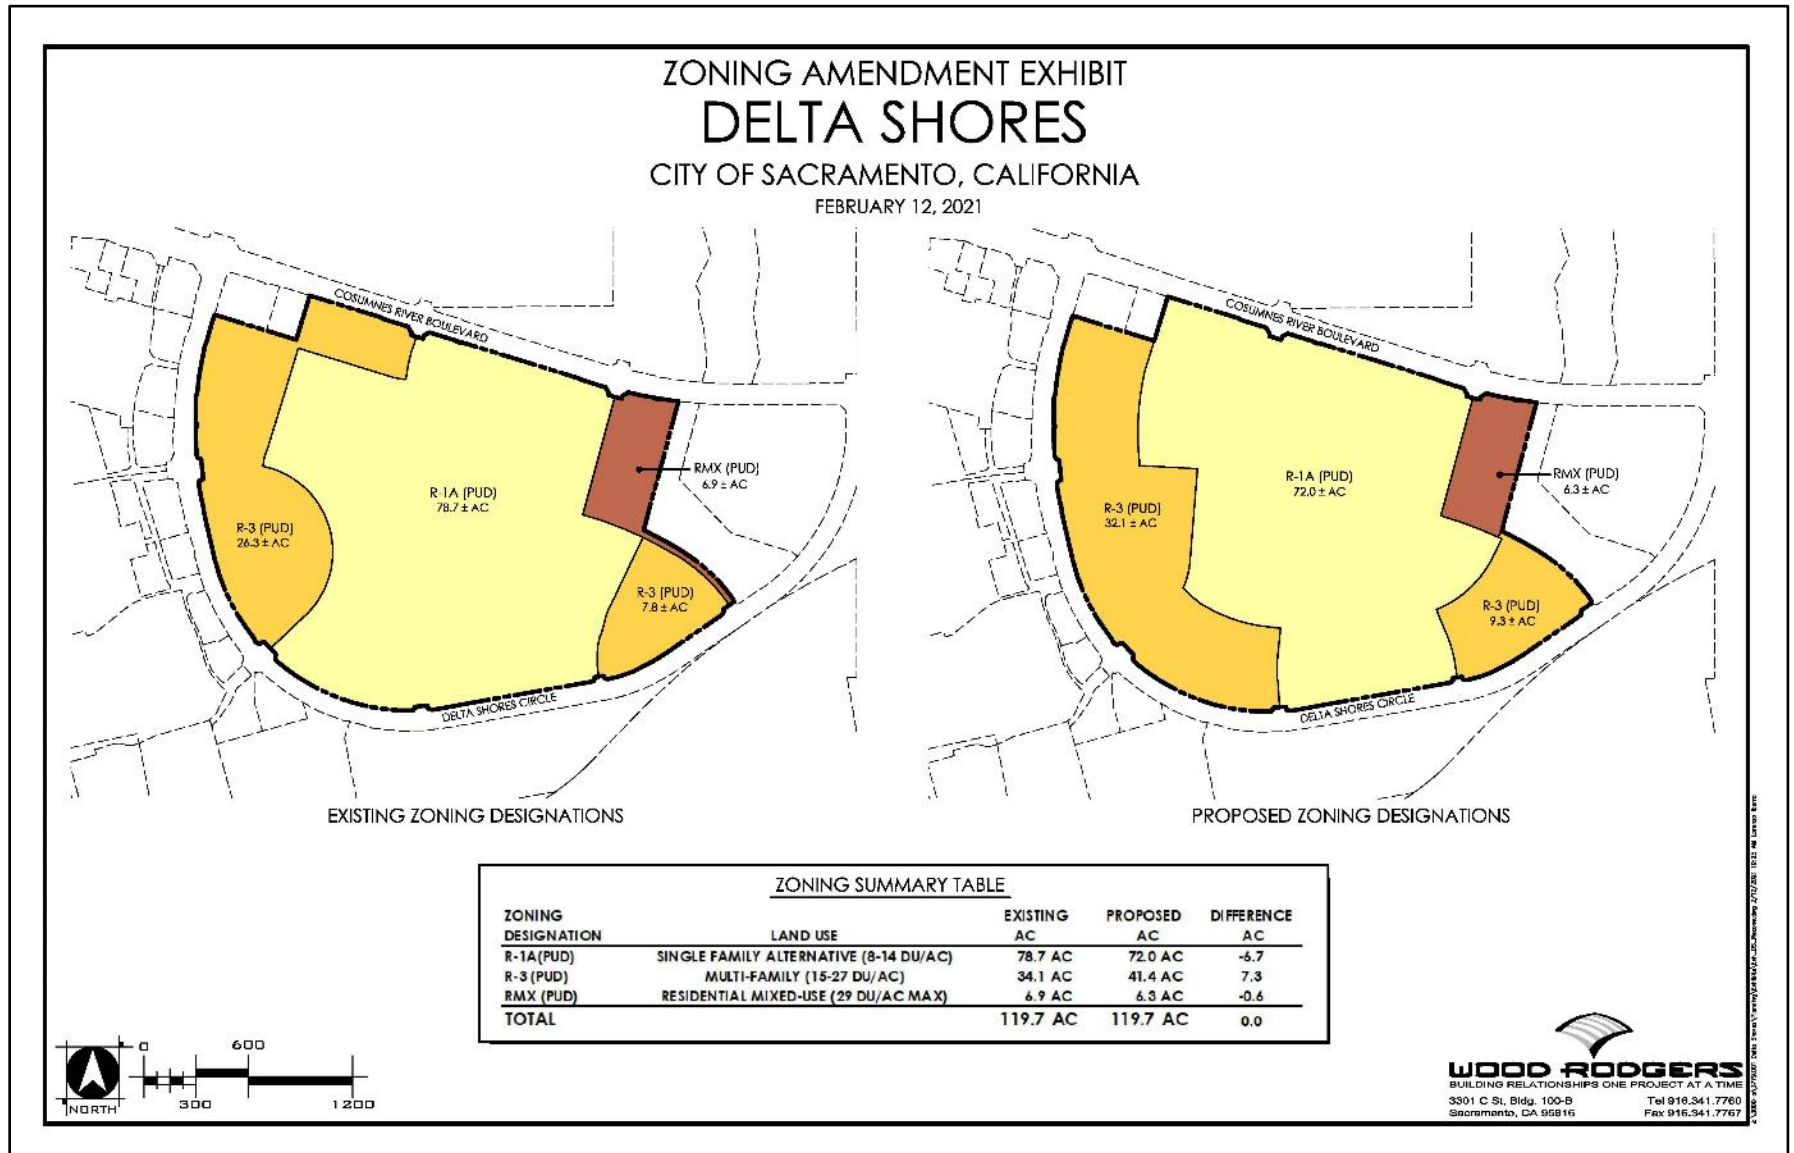 ZONING AMENDMENT EXHIBIT
DELTA SHORES
CITY OF SACRAMENTO, CALIFORNIA
FEBRUARY 12, 2021
COSUMNES RIVER BOULEVARD
RMX (PUD)
6.9 ± AC
R-1A (PUD)
78.7 ± AC
R-3 (PUD)
26.3 ± AC
R-3 (PUD)
7.8 ± AC
DELTA SHORES CIRCLE
EXISTING ZONING DESIGNATIONS
COSUMNES RIVER BOULEVARD
RMX (PUD)
6.3 ± AC
R-1A (PUD)
72.0 ± AC
R-3 (PUD)
32.1 ± AC
R-3 (PUD)
9.3 ± AC
DELTA SHORES CIRCLE
PROPOSED ZONING DESIGNATIONS
ZONING SUMMARY TABLE
ZONING EXISTING PROPOSED DIFFERENCE
DESIGNATION LAND USE AC AC AC
R-1A(PUD) SINGLE FAMILY ALTERNATIVE (8-14 DU/AC) 78.7 AC 72.0 AC -6.7
R-3 (PUD) MULTI-FAMILY (15-27 DU/AC) 34.1 AC 41.4 AC 7.3
RMX (PUD) RESIDENTIAL MIXED-USE (29 DU/AC MAX) 6.9 AC 6.3 AC -0.6
TOTAL 119.7 AC 119.7 AC 0.0
NORTH
0 600
300 1200
WOOD RODGERS
BUILDING RELATIONSHIPS ONE PROJECT AT A TIME
3301 C St, Bldg. 100-B Tel 916.341.7760
Sacramento, CA 95816 Fax 916.341.7767